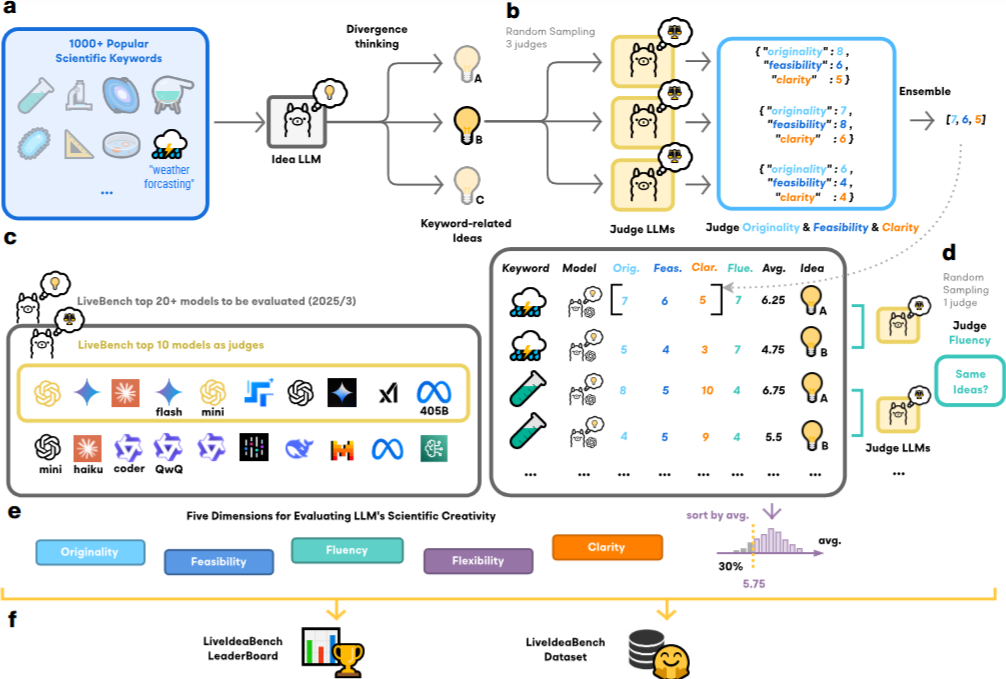 a
1000+ Popular
Scientific Keywords
"weather
forcasting"
...
Idea LLM
Divergence
thinking
A
B
C
Keyword-related
Ideas
b
Random Sampling
3 judges
Judge LLMs
{ "originality" : 8 ,
"feasibility" : 6 ,
"clarity" : 5 }
{ "originality" : 7 ,
"feasibility" : 8 ,
"clarity" : 6 }
{ "originality" : 6 ,
"feasibility" : 4 ,
"clarity" : 4 }
Judge Originality & Feasibility & Clarity
Ensemble
[7, 6, 5]
c
LiveBench top 20+ models to be evaluated (2025/3)
LiveBench top 10 models as judges
flash mini 405B
mini haiku coder QwQ
Keyword Model Orig. Feas. Clar. Flue. Avg. Idea
7 6 5 7 6.25 A
5 4 3 7 4.75 B
8 5 10 4 6.75 A
4 5 9 4 5.5 B
... ... ... ... ... ... ... ...
d
Random
Sampling
1 judge
Judge
Fluency
Same
Ideas?
Judge LLMs
...
e
Five Dimensions for Evaluating LLM's Scientific Creativity
Originality
Feasibility
Fluency
Flexibility
Clarity
sort by avg.
avg.
30%
5.75
f
LiveIdeaBench
LeaderBoard
LiveIdeaBench
Dataset